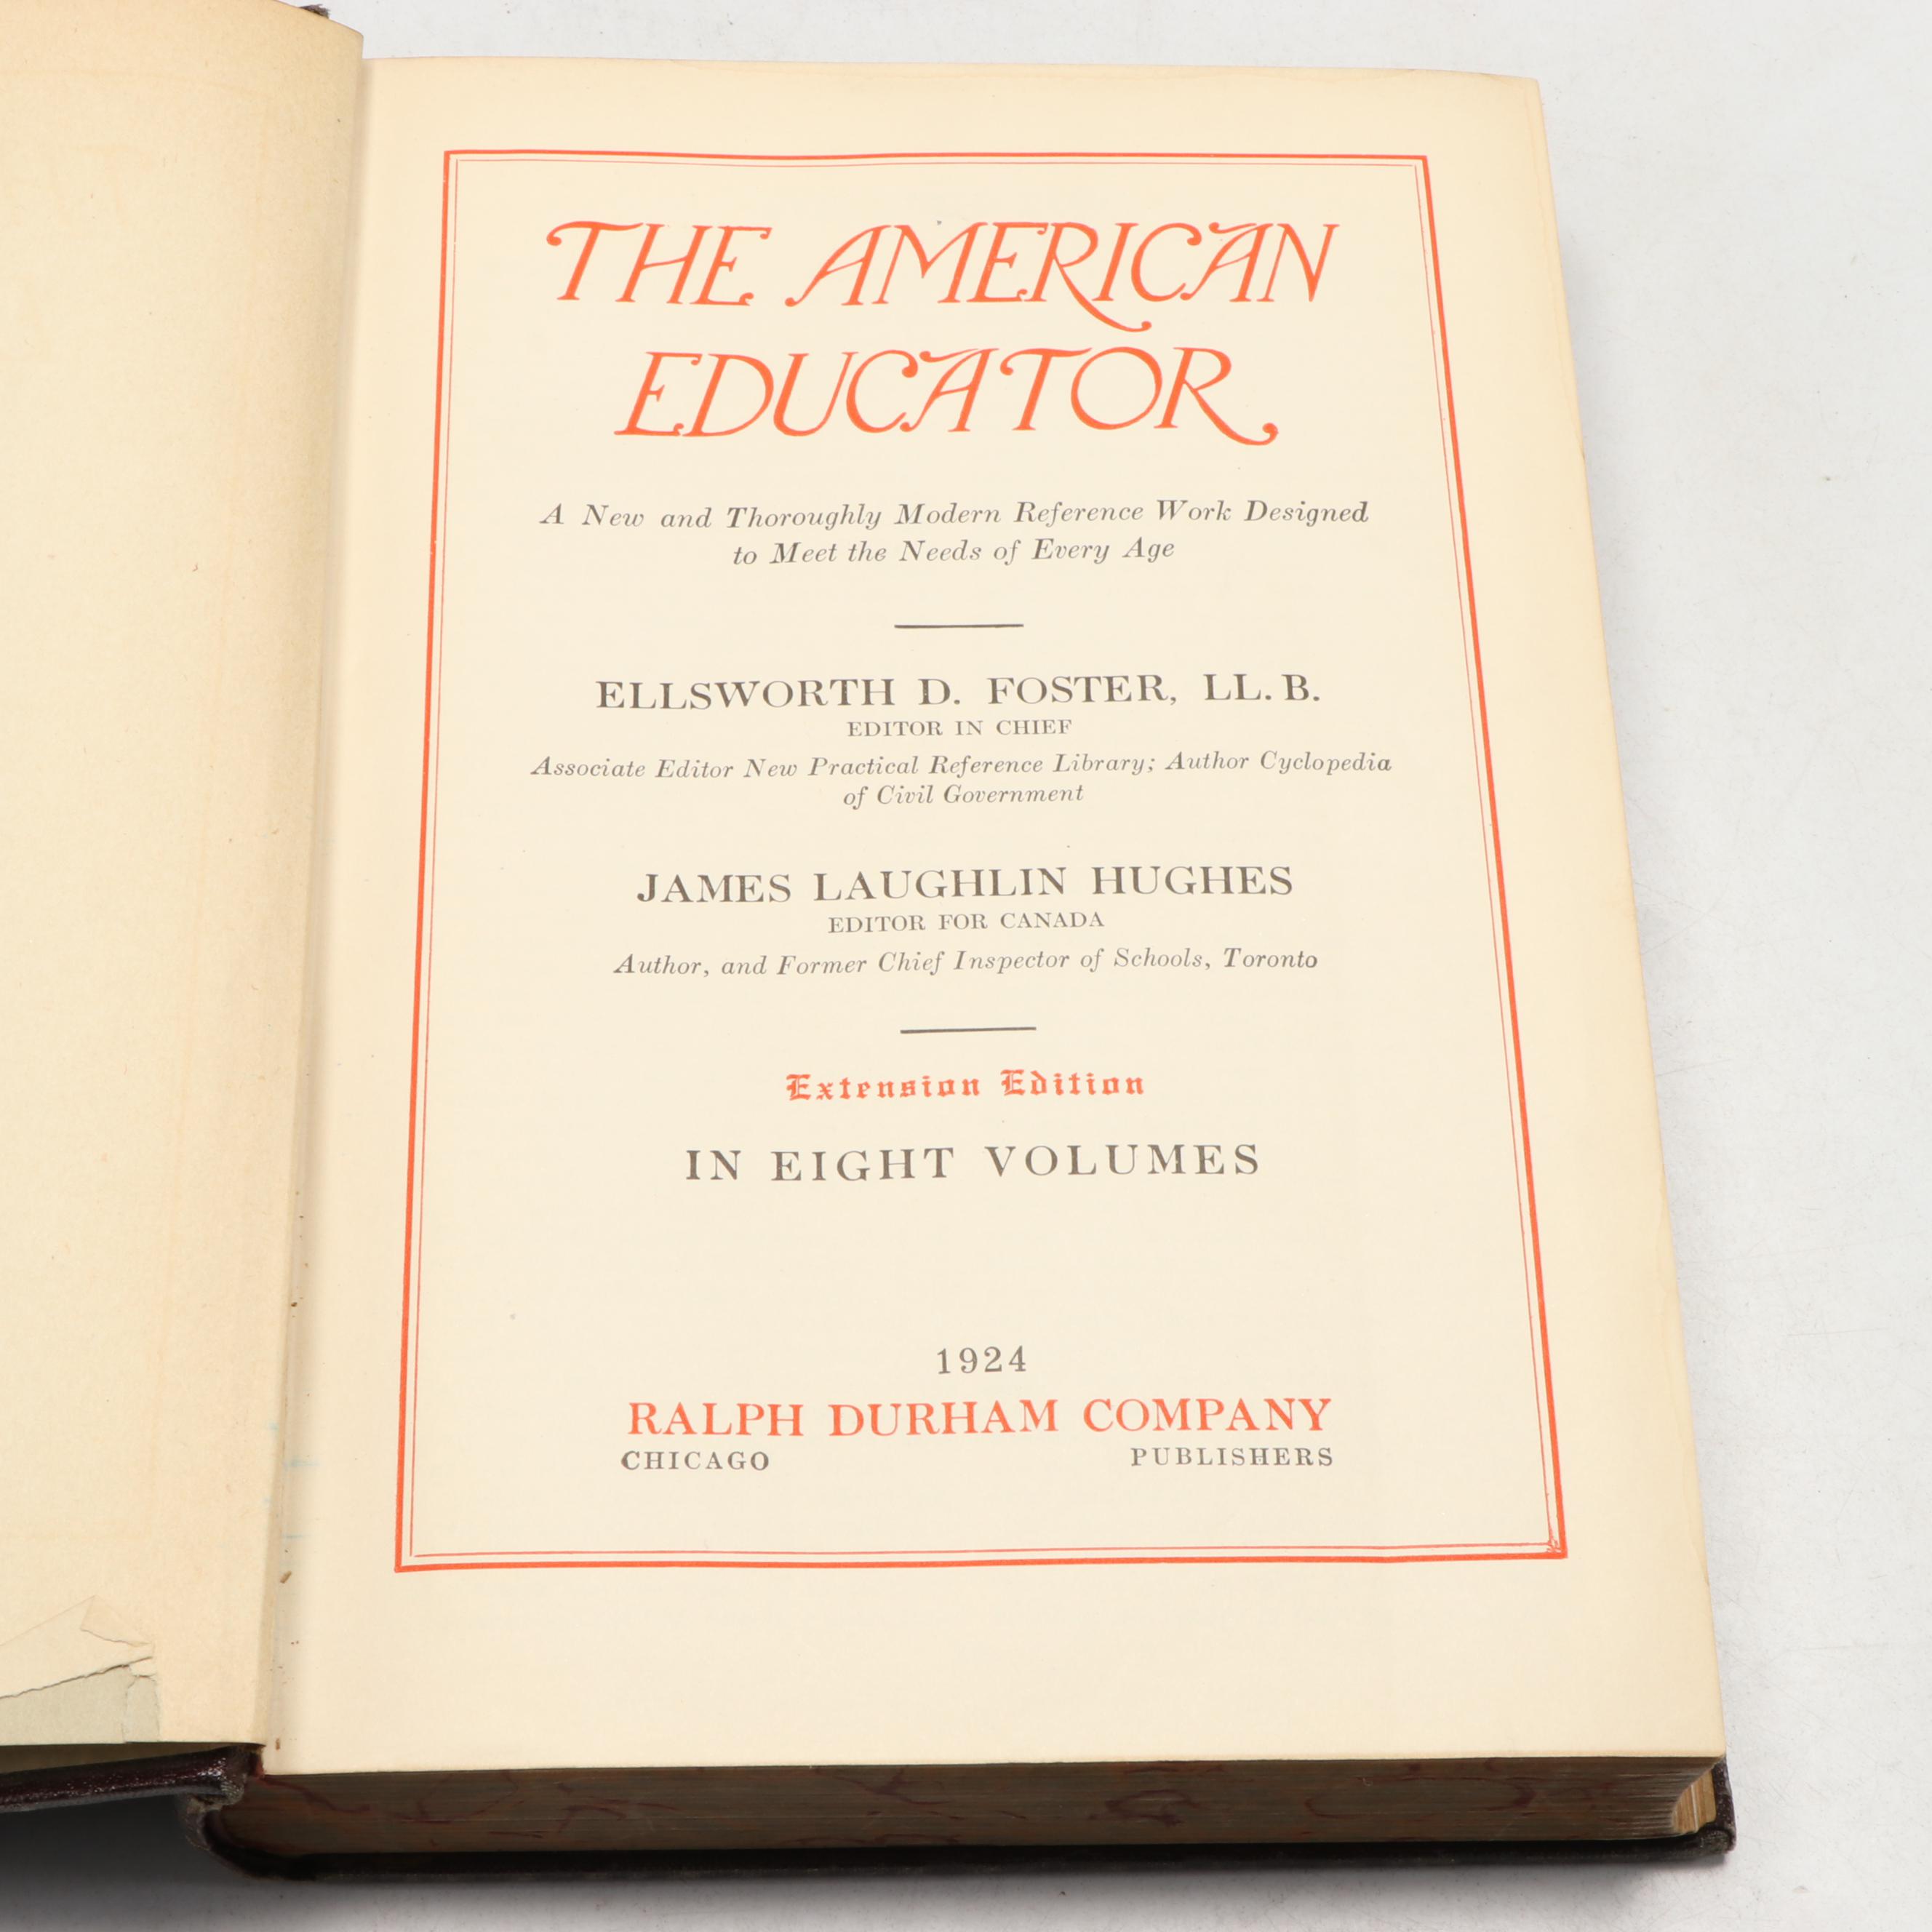 THE AMERICAN
EDUCATOR
A New and Thoroughly Modern Reference Work Designed
to Meet the Needs of Every Age
ELLSWORTH D. FOSTER, LL. B.
EDITOR IN CHIEF
Associate Editor New Practical Reference Library; Author Cyclopedia
of Civil Government
JAMES LAUGHLIN HUGHES
EDITOR FOR CANADA
Author, and Former Chief Inspector of Schools, Toronto
Extension Edition
IN EIGHT VOLUMES
1924
RALPH DURHAM COMPANY
CHICAGO PUBLISHERS